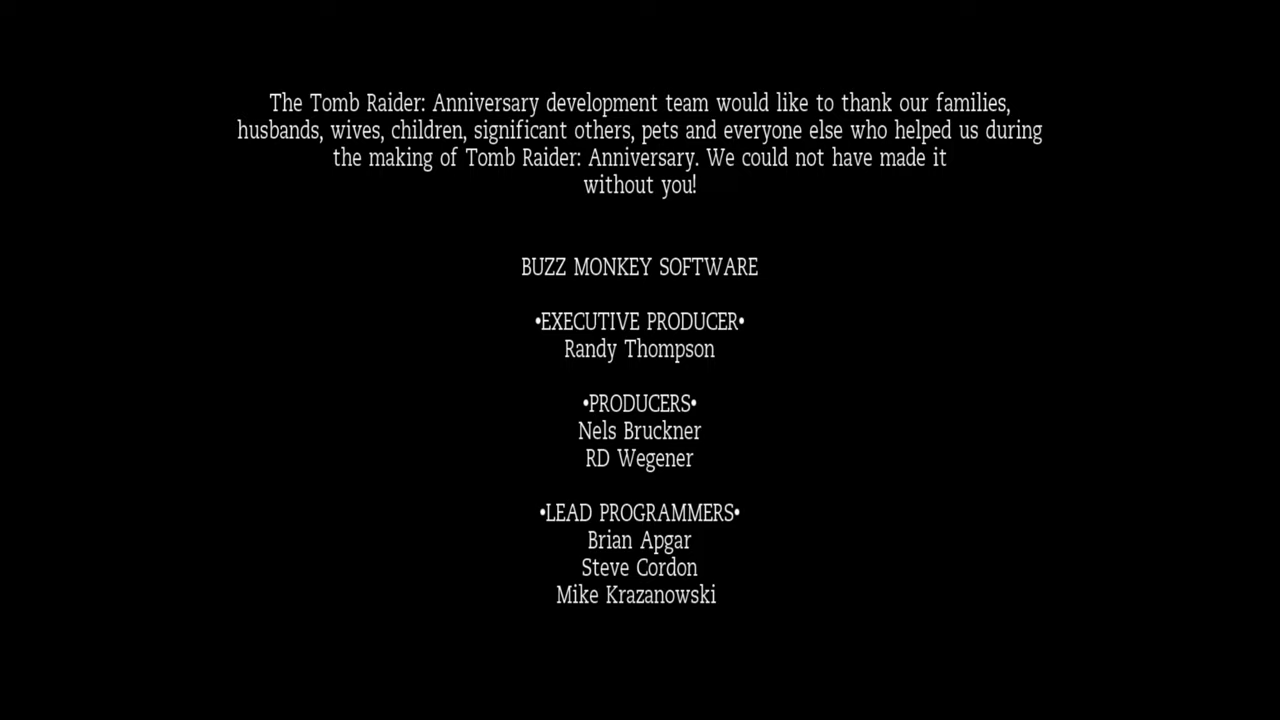 The Tomb Raider: Anniversary development team would like to thank our families,
husbands, wives, children, significant others, pets and everyone else who helped us during
the making of Tomb Raider: Anniversary. We could not have made it
without you!
BUZZ MONKEY SOFTWARE
•EXECUTIVE PRODUCER•
Randy Thompson
•PRODUCERS•
Nels Bruckner
RD Wegener
•LEAD PROGRAMMERS•
Brian Apgar
Steve Cordon
Mike Krazanowski